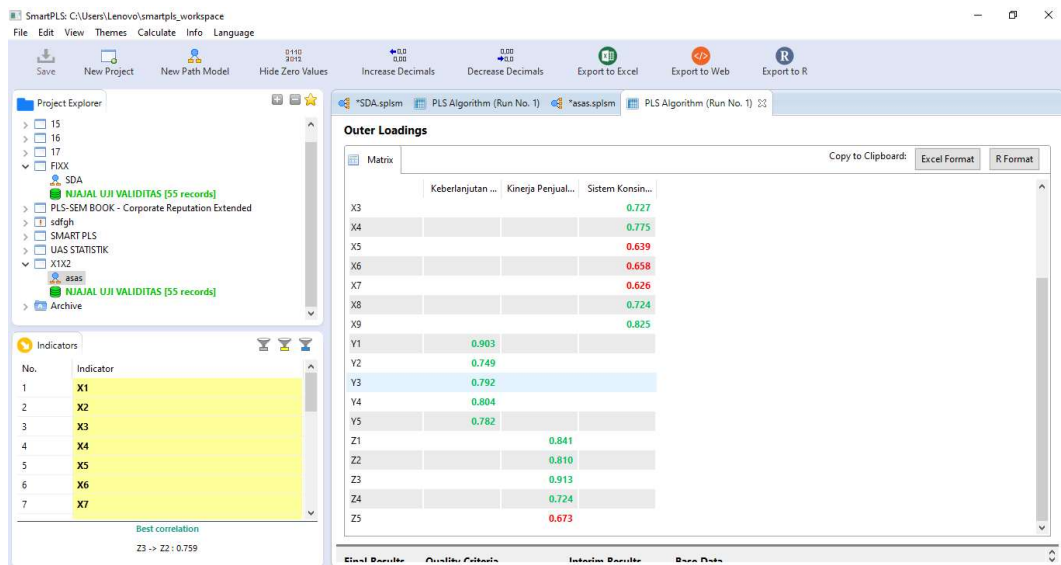 SmartPLS: C:\Users\Lenovo\smartpls_workspace
File Edit View Themes Calculate Info Language
Save New Project New Path Model Hide Zero Values Increase Decimals Decrease Decimals Export to Excel Export to Web Export to R
Project Explorer
15
16
17
FIXX
SDA
NJAJAL UJI VALIDITAS [55 records]
PLS-SEM BOOK - Corporate Reputation Extended
sdfgh
SMART PLS
UAS STATISTIK
X1X2
asas
NJAJAL UJI VALIDITAS [55 records]
Archive
Indicators
No. Indicator
1 X1
2 X2
3 X3
4 X4
5 X5
6 X6
7 X7
Best correlation
Z3 -> Z2 : 0.759
*SDA.splsm PLS Algorithm (Run No. 1) *asas.splsm PLS Algorithm (Run No. 1)
Outer Loadings
Matrix Copy to Clipboard: Excel Format R Format
Keberlanjutan ... Kinerja Penjual... Sistem Konsin...
X3 0.727
X4 0.775
X5 0.639
X6 0.658
X7 0.626
X8 0.724
X9 0.825
Y1 0.903
Y2 0.749
Y3 0.792
Y4 0.804
Y5 0.782
Z1 0.841
Z2 0.810
Z3 0.913
Z4 0.724
Z5 0.673
Final Results Quality Criteria Interim Results Base Data